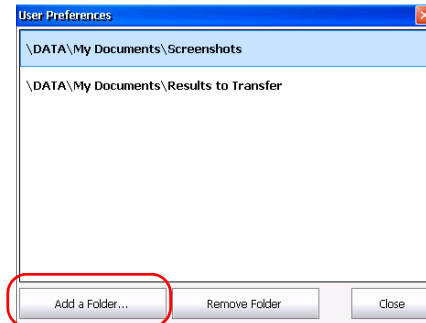 User Preferences
\DATA\My Documents\Screenshots
\DATA\My Documents\Results to Transfer
Add a Folder...
Remove Folder
Close